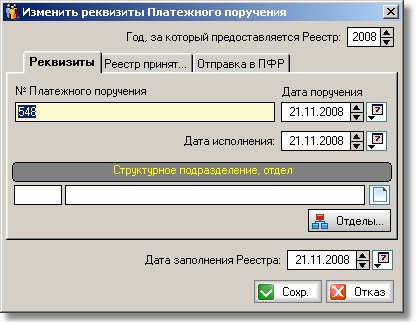 Изменить реквизиты Платежного поручения
Год, за который предоставляется Реестр: 2008
Реквизиты Реестр принят... Отправка в ПФР
№ Платежного поручения Дата поручения
548 21.11.2008
Дата исполнения: 21.11.2008
Структурное подразделение, отдел
Отделы...
Дата заполнения Реестра: 21.11.2008
Сохр. Отказ